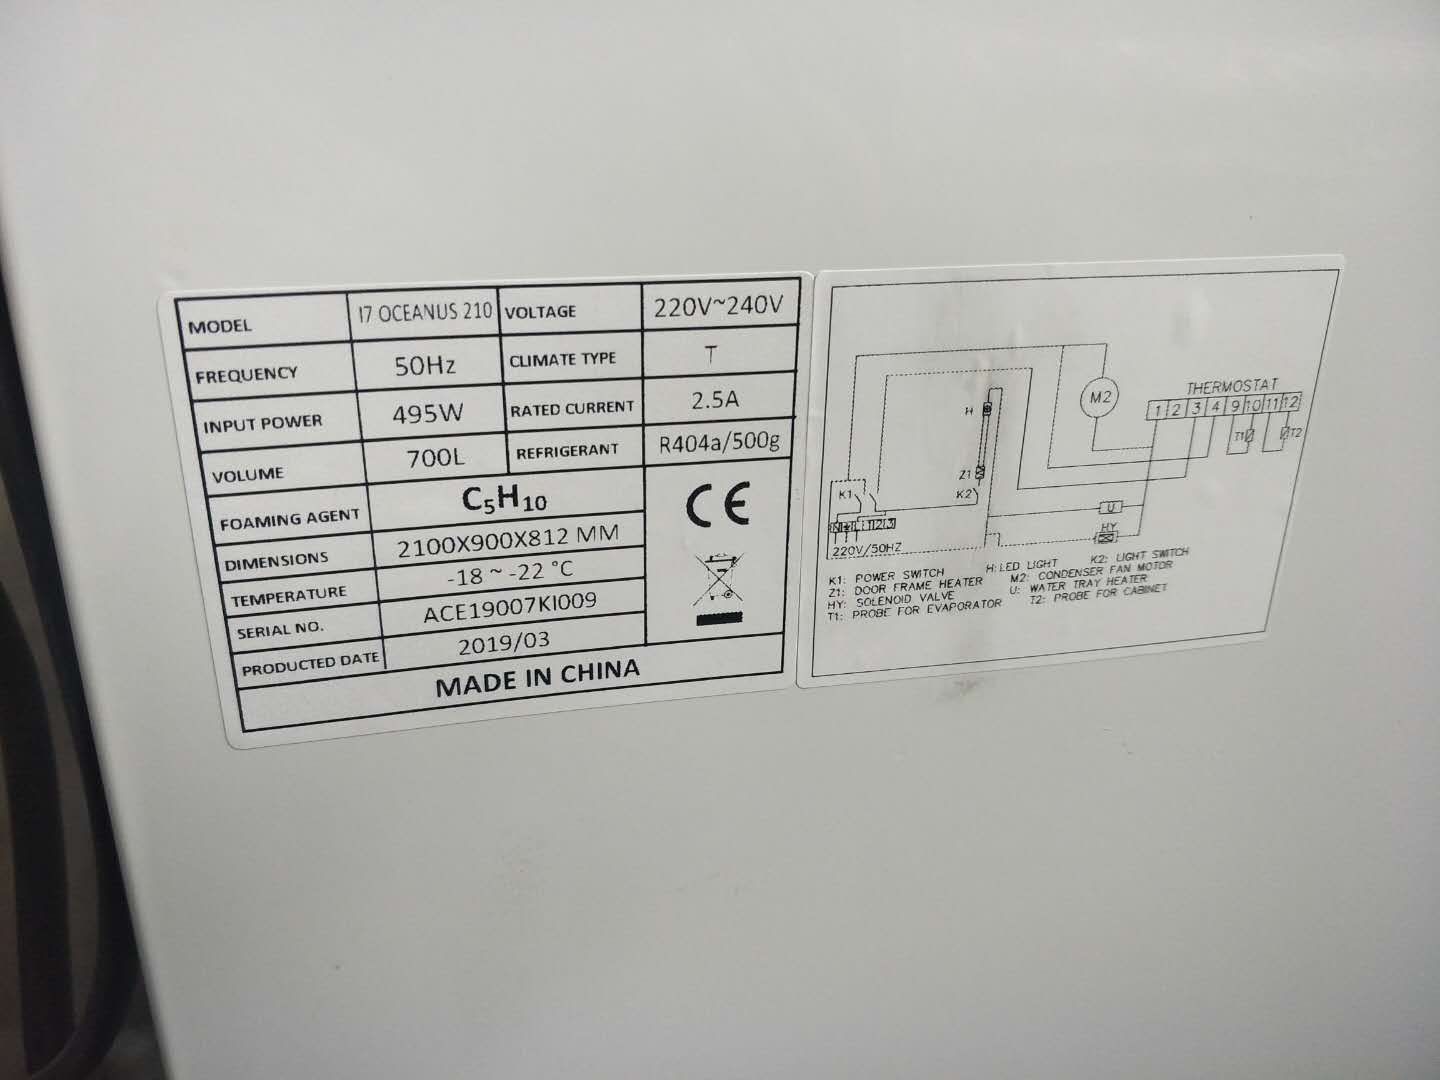 MODEL I7 OCEANUS 210 VOLTAGE 220V~240V
FREQUENCY 50Hz CLIMATE TYPE T
INPUT POWER 495W RATED CURRENT 2.5A
VOLUME 700L REFRIGERANT R404a/500g
FOAMING AGENT C₅H₁₀
CE
DIMENSIONS 2100X900X812 MM
TEMPERATURE -18 ~ -22 °C
SERIAL NO. ACE19007KI009
PRODUCTED DATE 2019/03
MADE IN CHINA
M2
THERMOSTAT
1 2 3 4 9 10 11 12
H
T1
T2
Z1
K1
K2
U
HY
N L 1 2 3
220V/50HZ
K1: POWER SWITCH H:LED LIGHT K2: LIGHT SWITCH
Z1: DOOR FRAME HEATER M2: CONDENSER FAN MOTOR
HY: SOLENOID VALVE U: WATER TRAY HEATER
T1: PROBE FOR EVAPORATOR T2: PROBE FOR CABINET